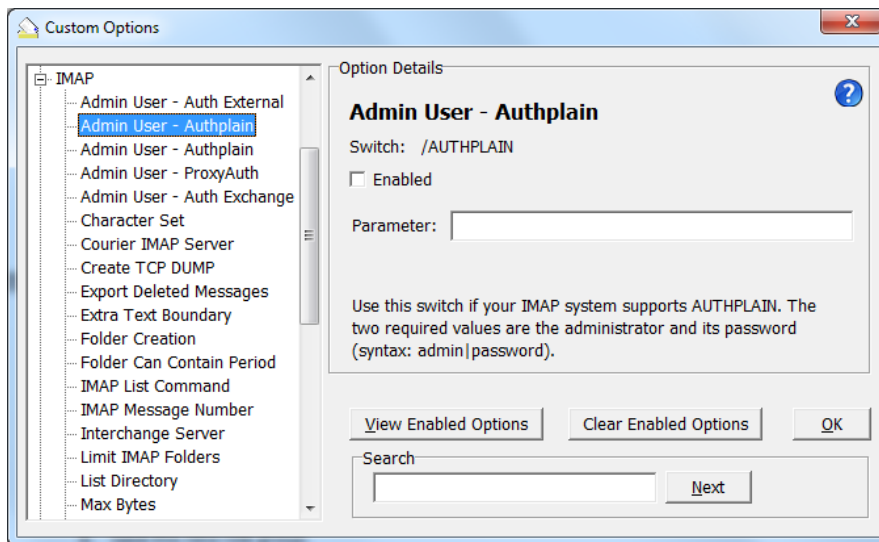 Custom Options
IMAP
Admin User - Auth External
Admin User - Authplain
Admin User - Authplain
Admin User - ProxyAuth
Admin User - Auth Exchange
Character Set
Courier IMAP Server
Create TCP DUMP
Export Deleted Messages
Extra Text Boundary
Folder Creation
Folder Can Contain Period
IMAP List Command
IMAP Message Number
Interchange Server
Limit IMAP Folders
List Directory
Max Bytes
Option Details
Admin User - Authplain
Switch: /AUTHPLAIN
Enabled
Parameter:
Use this switch if your IMAP system supports AUTHPLAIN. The
two required values are the administrator and its password
(syntax: admin|password).
View Enabled Options
Clear Enabled Options
OK
Search
Next